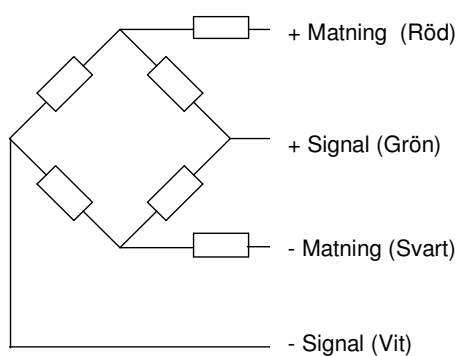 + Matning (Röd)
+ Signal (Grön)
- Matning (Svart)
- Signal (Vit)